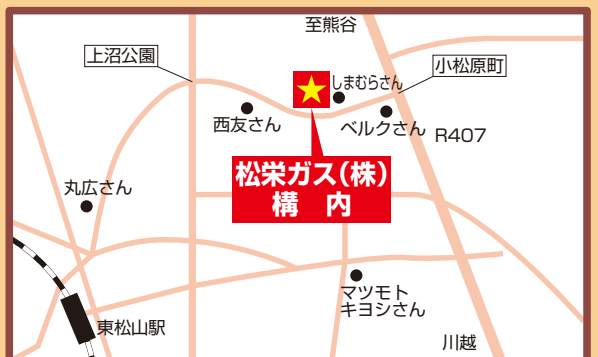 至熊谷
上沼公園
小松原町
しまむらさん
西友さん
ベルクさん
R407
松栄ガス(株)
構　内
丸広さん
マツモト
キヨシさん
東松山駅
川越